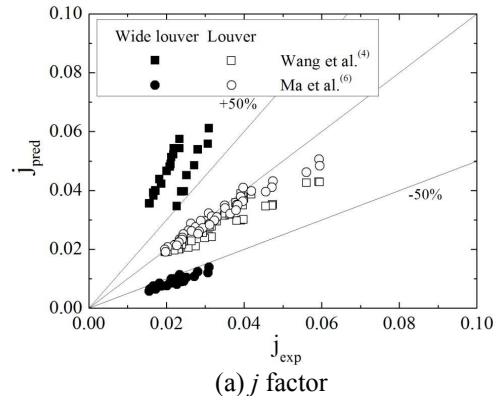 0.10
0.08
0.06
0.04
0.02
0.00
j_pred
Wide louver Louver
Wang et al.(4)
Ma et al.(6)
+50%
-50%
0.00 0.02 0.04 0.06 0.08 0.10
j_exp
(a) j factor